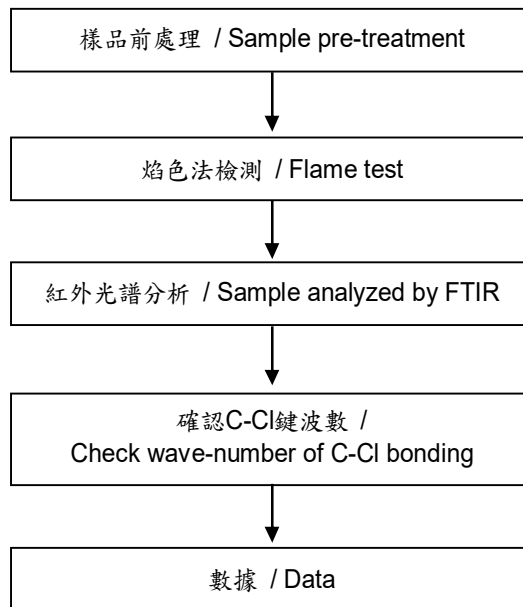 樣品前處理 / Sample pre-treatment
焰色法檢測 / Flame test
紅外光譜分析 / Sample analyzed by FTIR
確認C-Cl鍵波數 /
Check wave-number of C-Cl bonding
數據 / Data